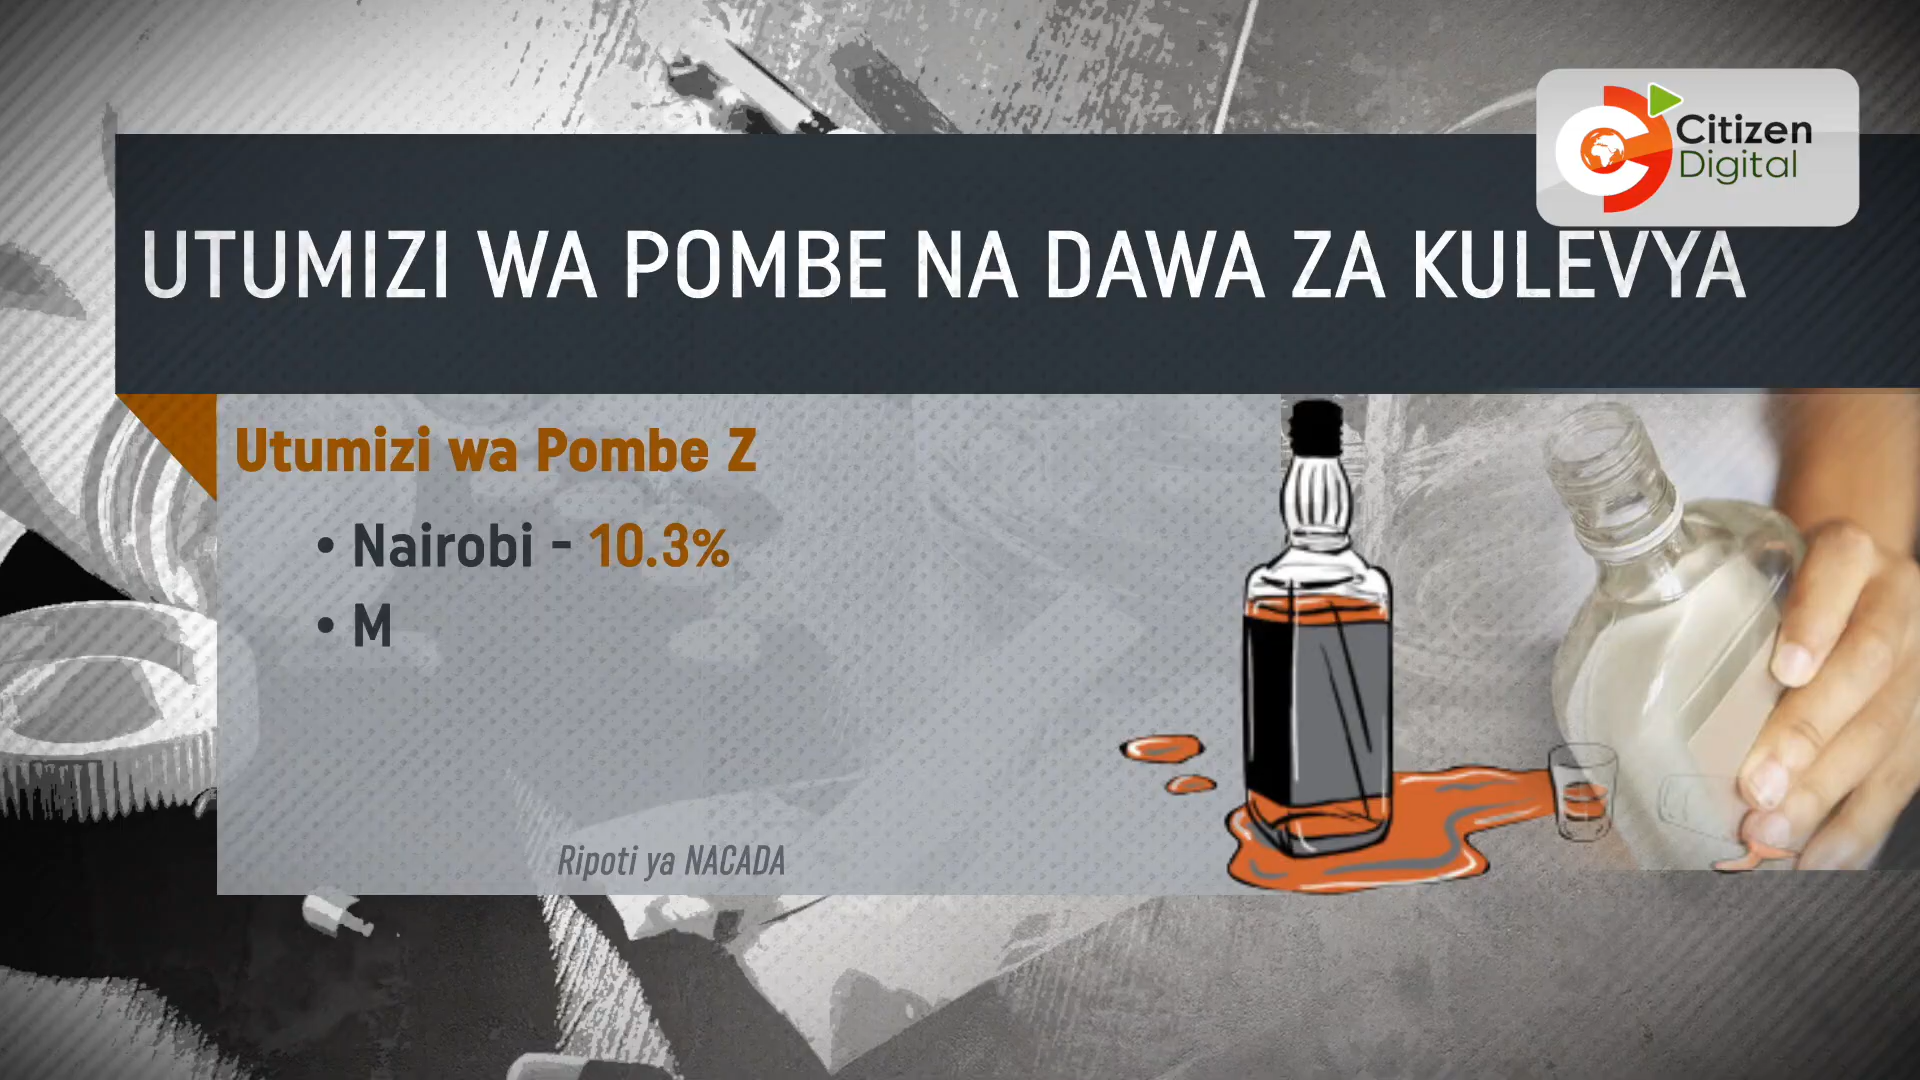 Citizen
Digital
UTUMIZI WA POMBE NA DAWA ZA KULEVYA
Utumizi wa Pombe Z
• Nairobi - 10.3%
• M
Ripoti ya NACADA